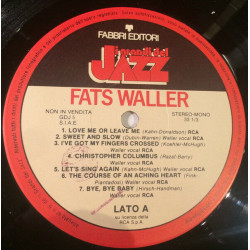 FABBRI EDITORI
i grandi del
JAZZ
FATS WALLER
NON IN VENDITA
GDJ 5
S.I.A.E.
STEREO-MONO
33 1/3
1. LOVE ME OR LEAVE ME (Kahn-Donaldson) RCA
2. SWEET AND SLOW (Dubin-Warren) Waller vocal RCA
3. I'VE GOT MY FINGERS CROSSED (Koehler-McHugh)
Waller vocal RCA
4. CHRISTOPHER COLUMBUS (Razaf-Berry)
Waller vocal RCA
5. LET'S SING AGAIN (Kahn-McHugh) Waller vocal RCA
6. THE COURSE OF AN ACHING HEART (
Plantadosi) Waller vocal RCA
7. BYE, BYE BABY (Hirsch-Handman)
Waller vocal RCA
LATO A
su licenza della
RCA S.p.A.